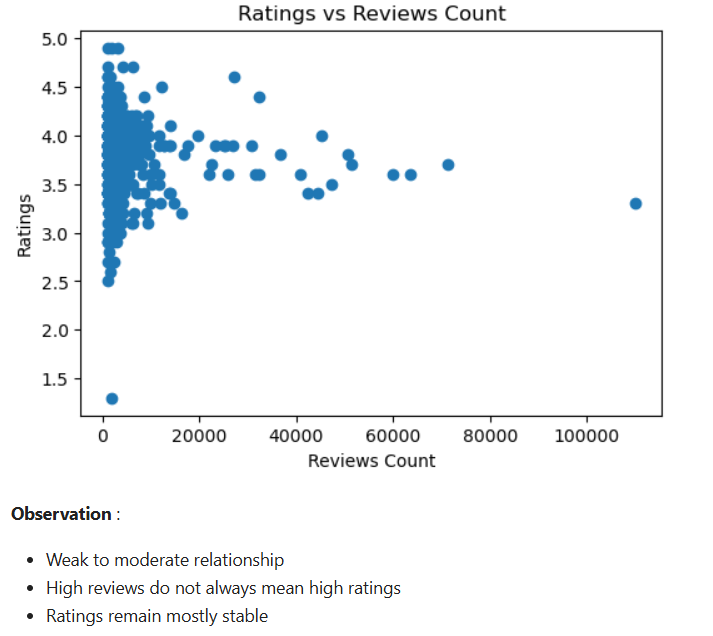 Ratings vs Reviews Count
5.0
4.5
4.0
3.5
3.0
2.5
2.0
1.5
Ratings
0 20000 40000 60000 80000 100000
Reviews Count
Observation :
• Weak to moderate relationship
• High reviews do not always mean high ratings
• Ratings remain mostly stable